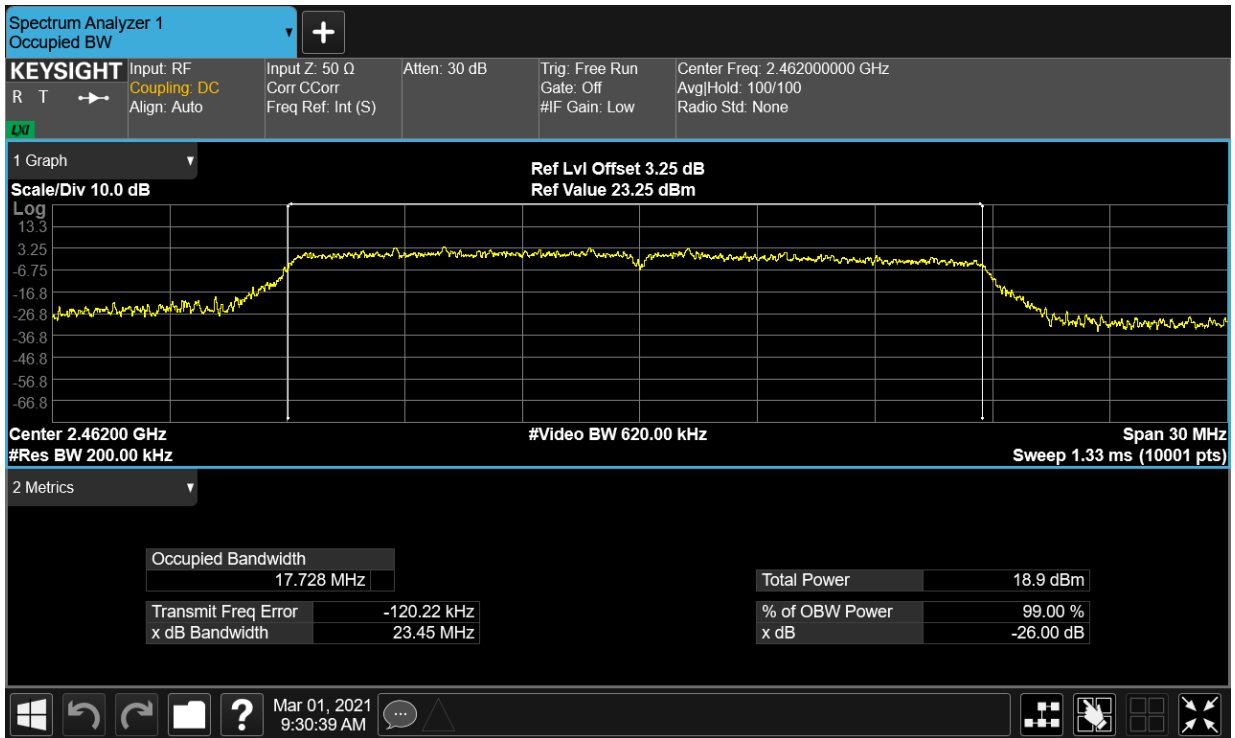 Spectrum Analyzer 1
Occupied BW
KEYSIGHT
R T
LXI
Input: RF
Coupling: DC
Align: Auto
Input Z: 50 Ω
Corr CCorr
Freq Ref: Int (S)
Atten: 30 dB
Trig: Free Run
Gate: Off
#IF Gain: Low
Center Freq: 2.462000000 GHz
Avg|Hold: 100/100
Radio Std: None
1 Graph
Scale/Div 10.0 dB
Ref Lvl Offset 3.25 dB
Ref Value 23.25 dBm
Log
13.3
3.25
-6.75
-16.8
-26.8
-36.8
-46.8
-56.8
-66.8
Center 2.46200 GHz
#Video BW 620.00 kHz
Span 30 MHz
#Res BW 200.00 kHz
Sweep 1.33 ms (10001 pts)
2 Metrics
Occupied Bandwidth
17.728 MHz
Transmit Freq Error -120.22 kHz
x dB Bandwidth 23.45 MHz
Total Power 18.9 dBm
% of OBW Power 99.00 %
x dB -26.00 dB
?
Mar 01, 2021
9:30:39 AM